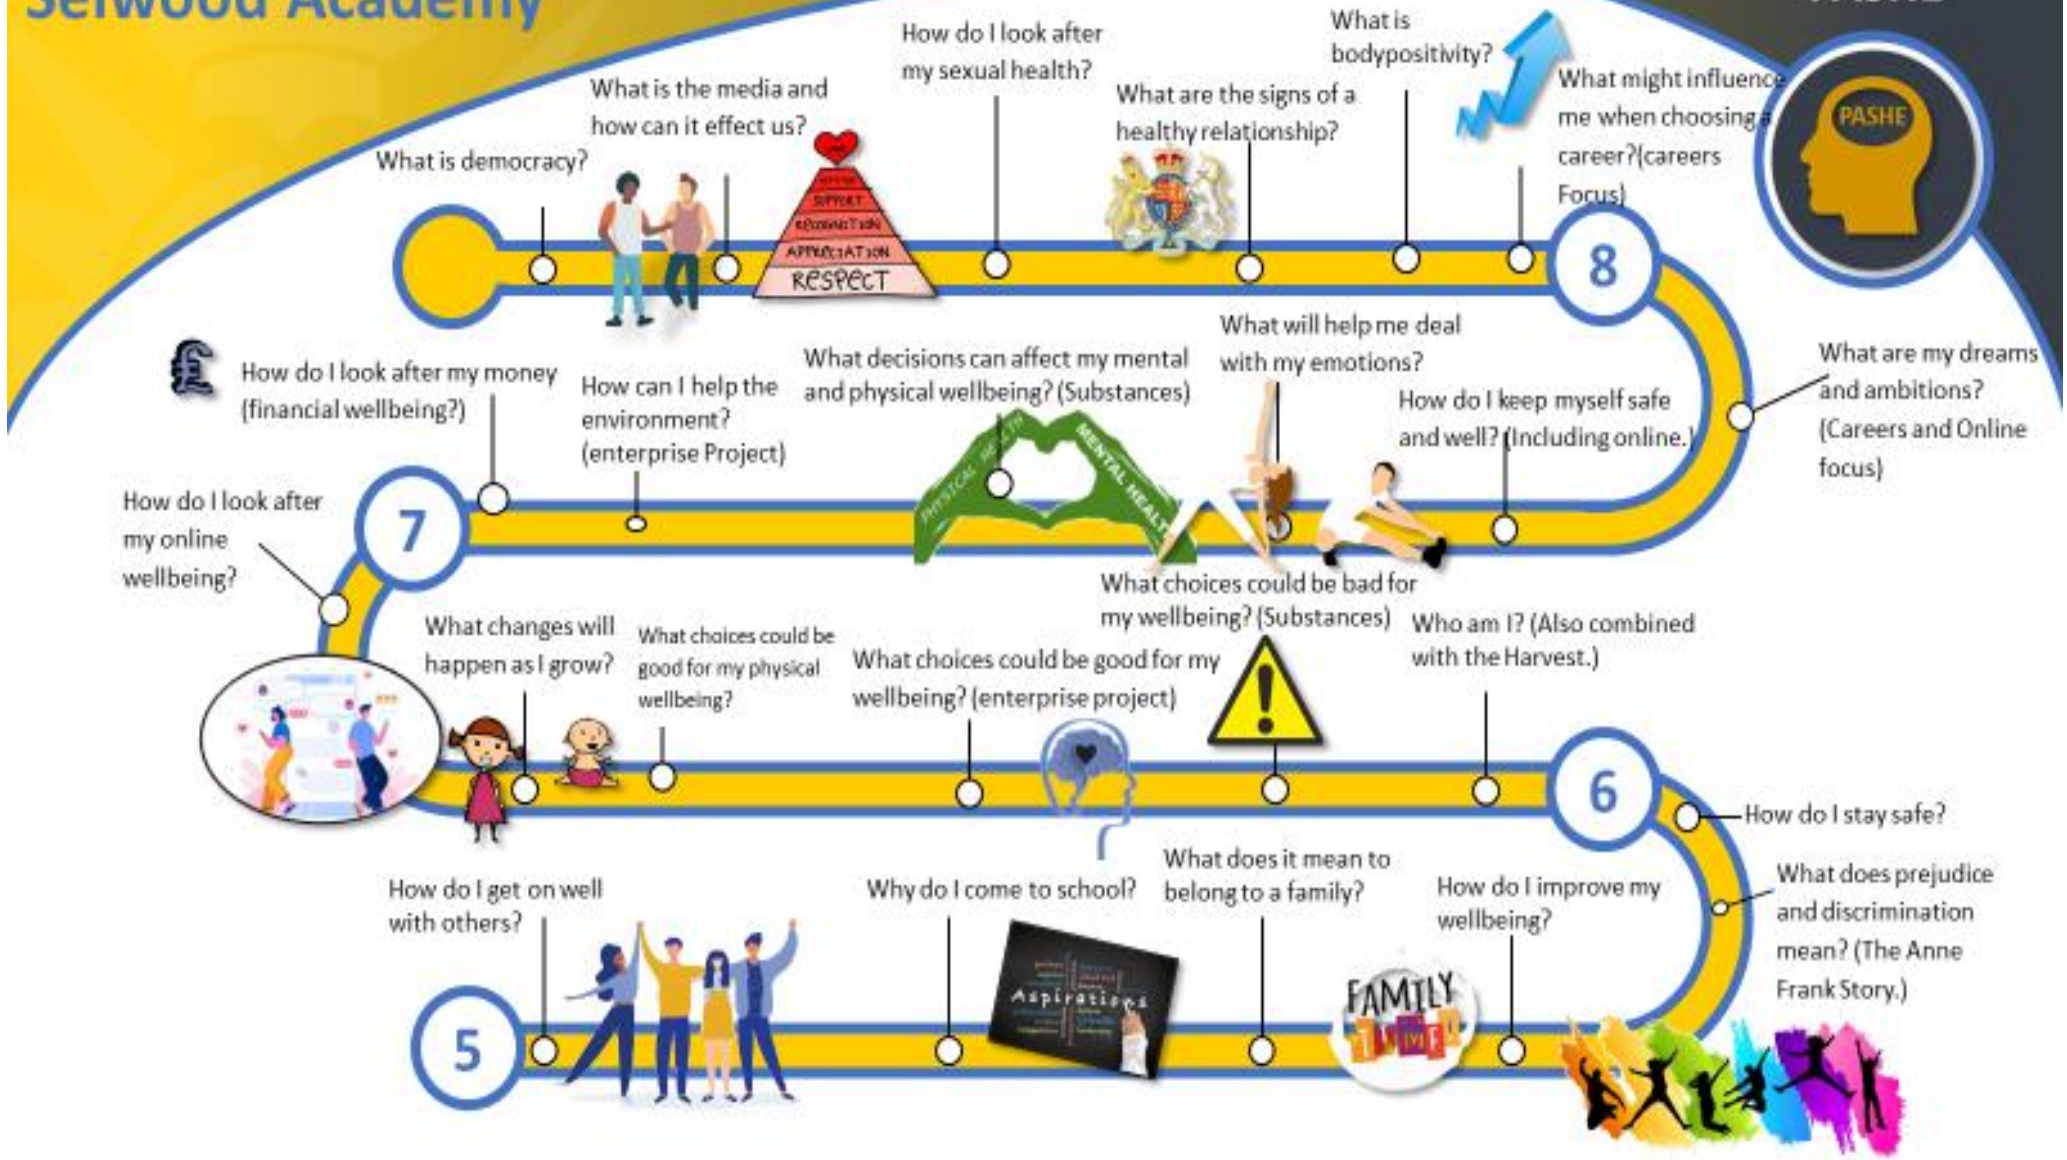 Selwood Academy
PASHE
What is democracy?
What is the media and
how can it effect us?
How do I look after
my sexual health?
What are the signs of a
healthy relationship?
What is
bodypositivity?
What might influence
me when choosing a
career?(careers
Focus)
PASHE
SUPPORT
RECOGNITION
APPRECIATION
RESPECT
8
What are my dreams
and ambitions?
(Careers and Online
focus)
£
How do I look after my money
(financial wellbeing?)
How can I help the
environment?
(enterprise Project)
What decisions can affect my mental
and physical wellbeing? (Substances)
What will help me deal
with my emotions?
How do I keep myself safe
and well? (Including online.)
PHYSICAL HEALTH
MENTAL HEALTH
7
How do I look after
my online
wellbeing?
What changes will
happen as I grow?
What choices could be
good for my physical
wellbeing?
What choices could be good for my
wellbeing? (enterprise project)
What choices could be bad for
my wellbeing? (Substances)
Who am I? (Also combined
with the Harvest.)
!
6
How do I stay safe?
What does prejudice
and discrimination
mean? (The Anne
Frank Story.)
How do I get on well
with others?
Why do I come to school?
What does it mean to
belong to a family?
How do I improve my
wellbeing?
5
Aspirations
FAMILY
TIME!